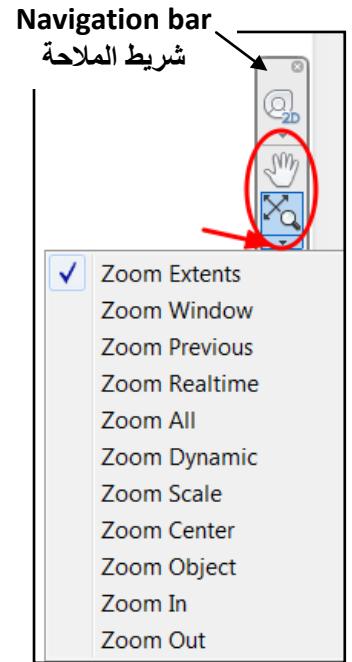 Navigation bar
شريط الملاحة
2D
Zoom Extents
Zoom Window
Zoom Previous
Zoom Realtime
Zoom All
Zoom Dynamic
Zoom Scale
Zoom Center
Zoom Object
Zoom In
Zoom Out